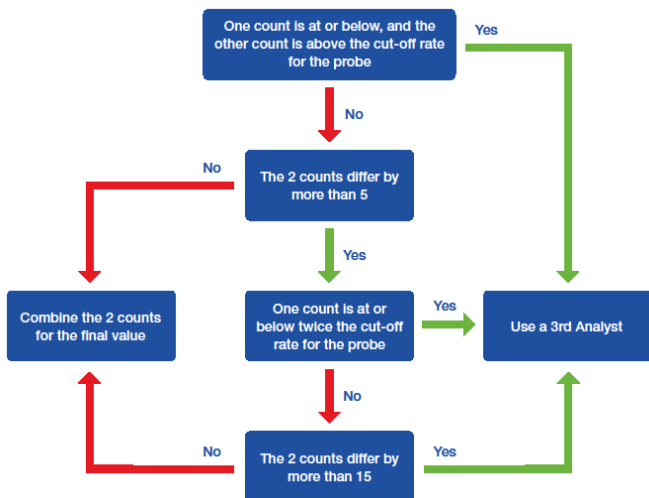 One count is at or below, and the
other count is above the cut-off rate
for the probe
Yes
No
No
The 2 counts differ by
more than 5
Yes
Combine the 2 counts
for the final value
One count is at or
below twice the cut-off
rate for the probe
Yes
Use a 3rd Analyst
No
No
The 2 counts differ by
more than 15
Yes